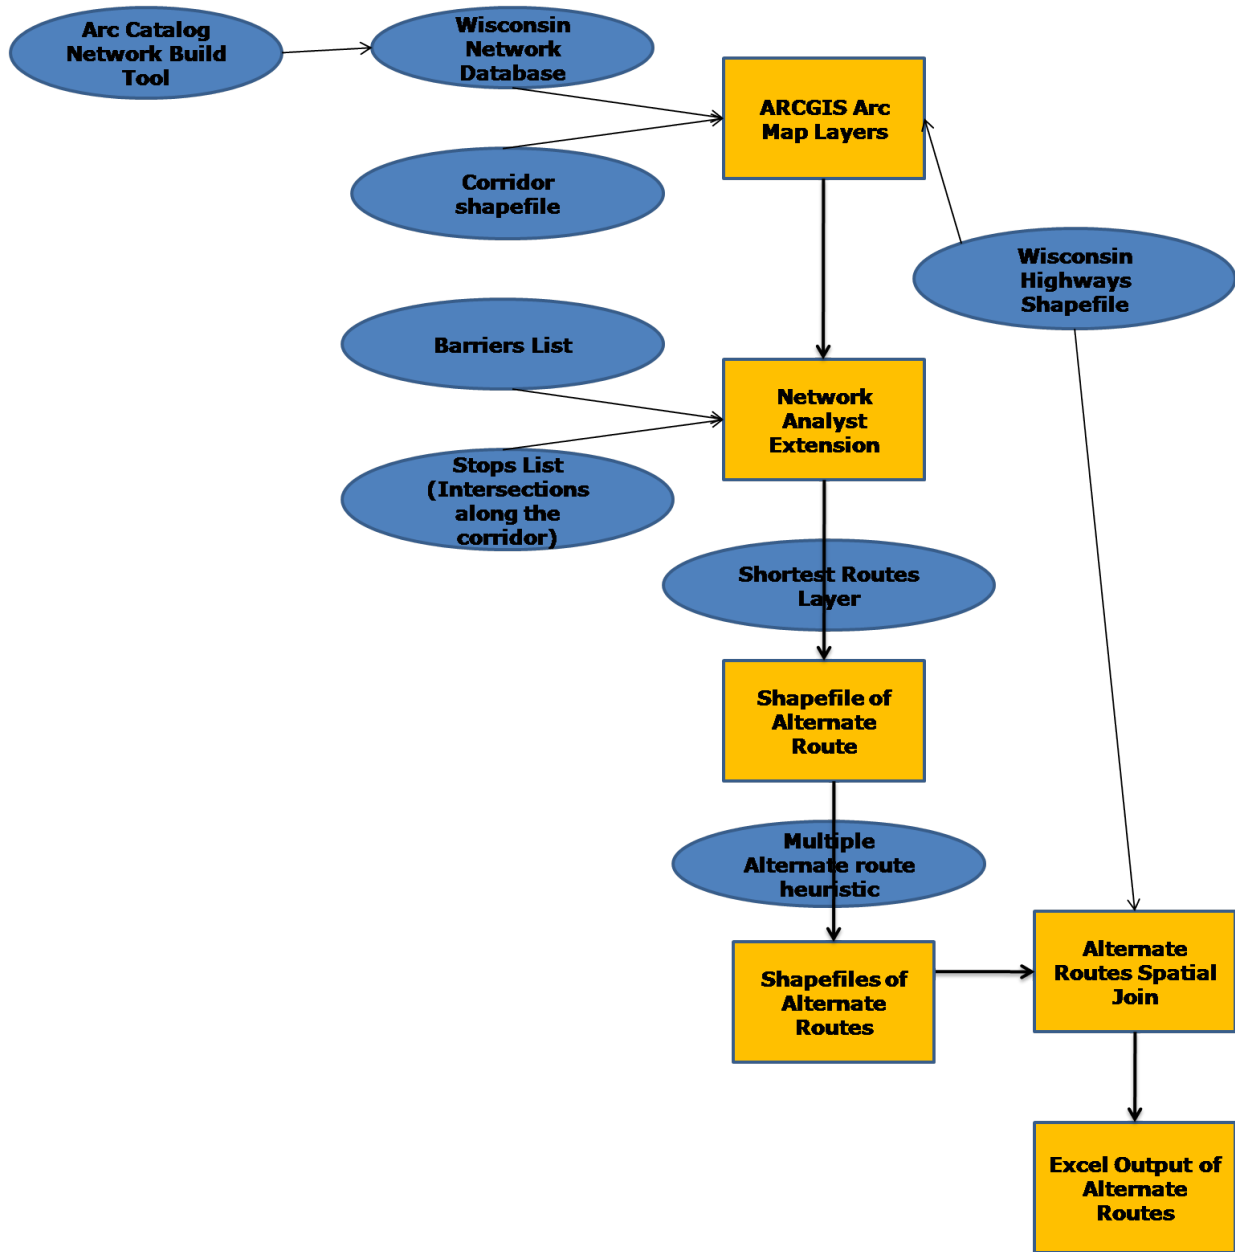 Arc Catalog
Network Build
Tool
Wisconsin
Network
Database
ARCGIS Arc
Map Layers
Corridor
shapefile
Wisconsin
Highways
Shapefile
Barriers List
Network
Analyst
Extension
Stops List
(Intersections
along the
corridor)
Shortest Routes
Layer
Shapefile of
Alternate
Route
Multiple
Alternate route
heuristic
Shapefiles of
Alternate
Routes
Alternate
Routes Spatial
Join
Excel Output of
Alternate
Routes